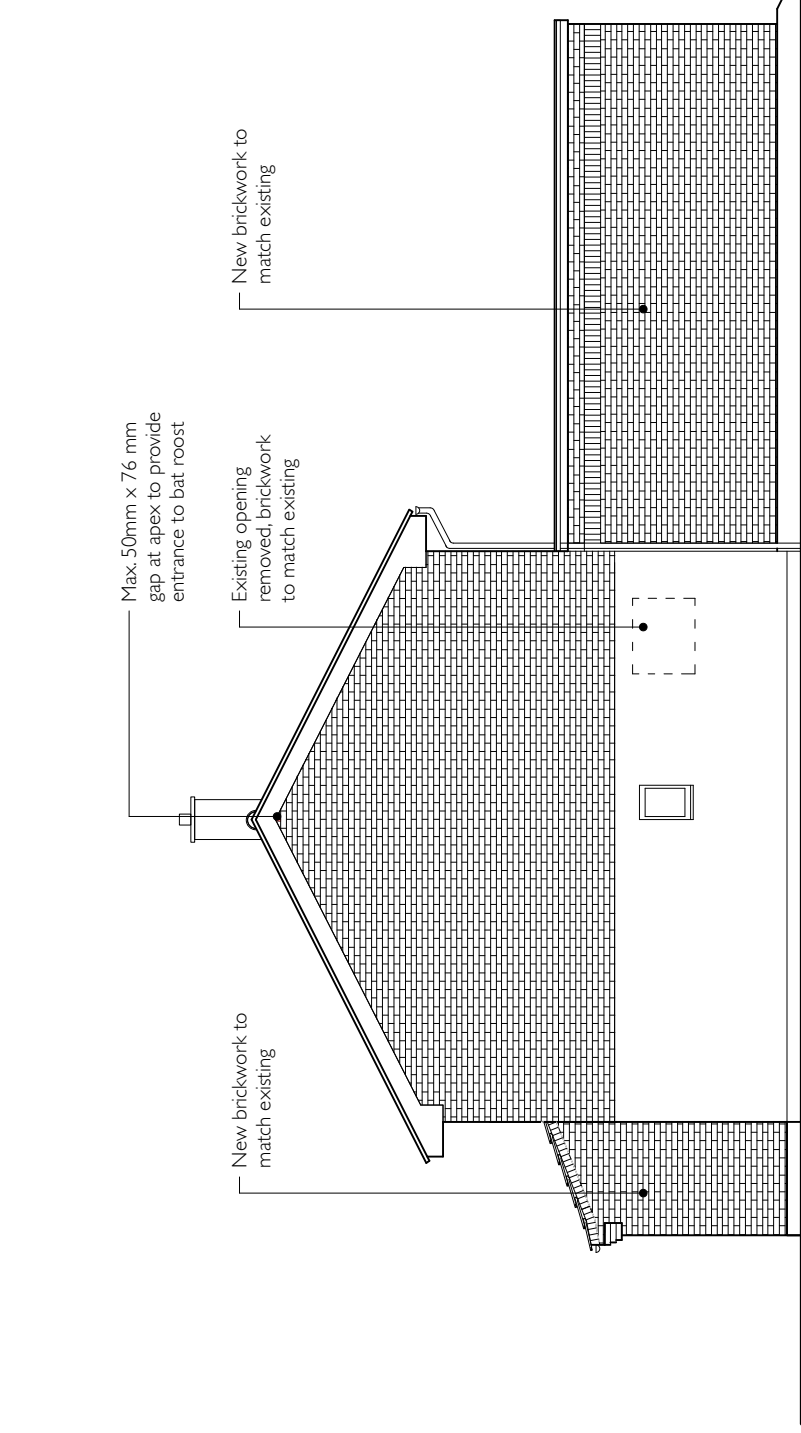 New brickwork to
match existing
Max. 50mm x 76 mm
gap at apex to provide
entrance to bat roost
Existing opening
removed, brickwork
to match existing
New brickwork to
match existing